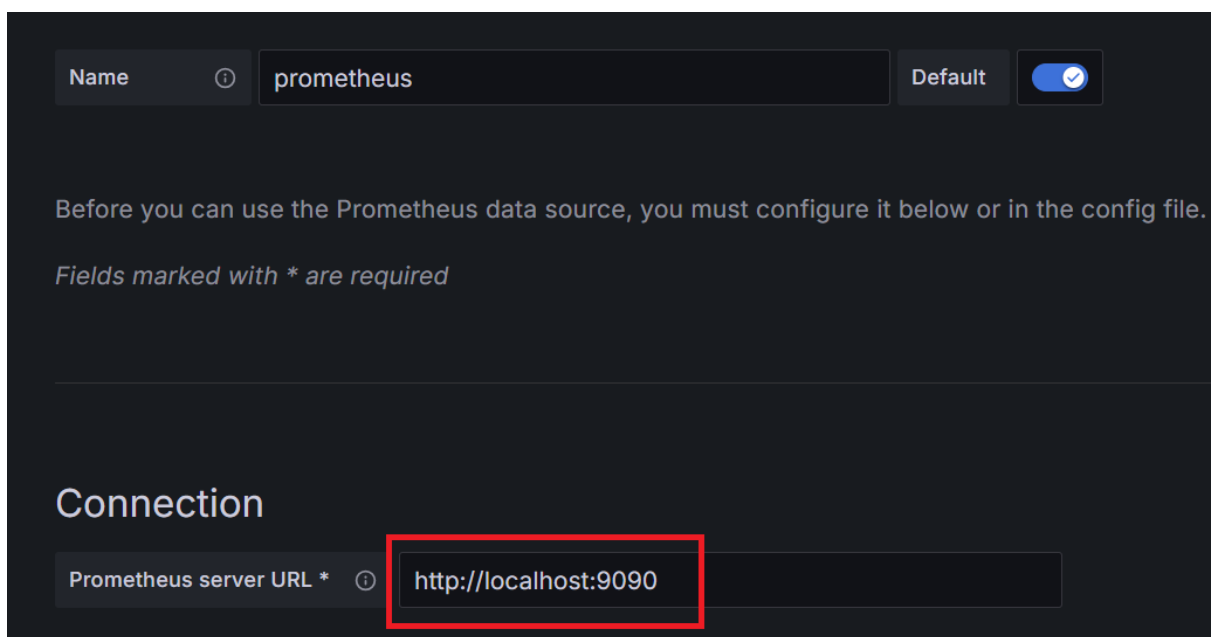 Name prometheus Default
Before you can use the Prometheus data source, you must configure it below or in the config file.
Fields marked with * are required
Connection
Prometheus server URL * http://localhost:9090